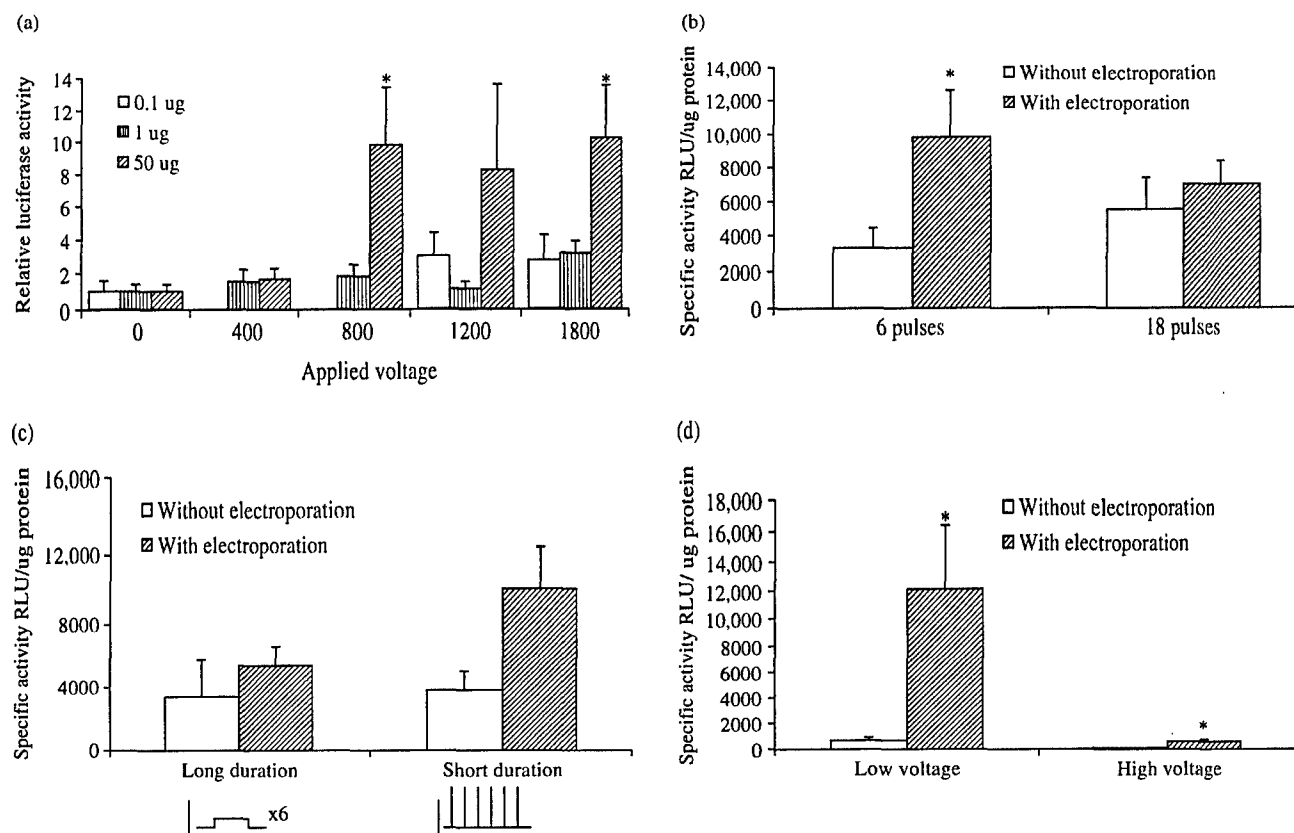 (a)
Relative luciferase activity
14
12
10
8
6
4
2
0
0.1 ug
1 ug
50 ug
*
*
0 400 800 1200 1800
Applied voltage
(b)
Specific activity RLU/ug protein
14,000
12,000
10,000
8000
6000
4000
2000
0
Without electroporation
With electroporation
*
6 pulses 18 pulses
(c)
Specific activity RLU/ug protein
16,000
12,000
8000
4000
0
Without electroporation
With electroporation
Long duration Short duration
x6
(d)
Specific activity RLU/ ug protein
18,000
16,000
14,000
12,000
10,000
8000
6000
4000
2000
0
Without electroporation
With electroporation
*
*
Low voltage High voltage